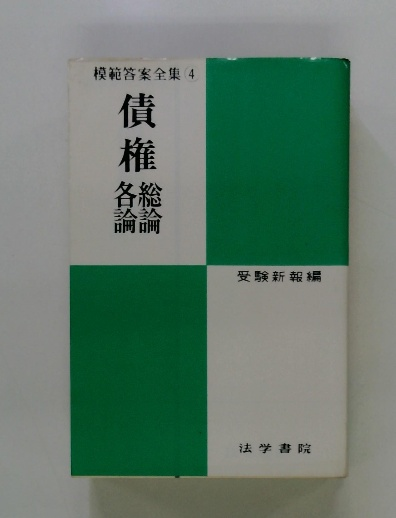 模範答案全集(4)
債権
総論
各論
受験新報編
法学書院